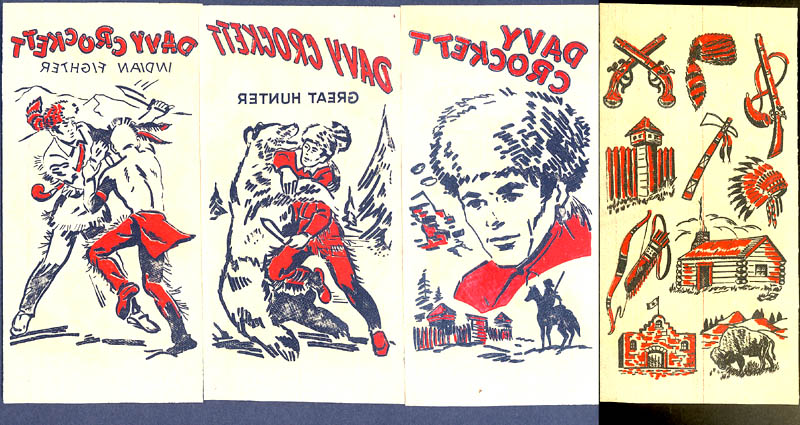 DAVY CROCKETT
INDIAN FIGHTER
DAVY CROCKETT
GREAT HUNTER
DAVY
CROCKETT